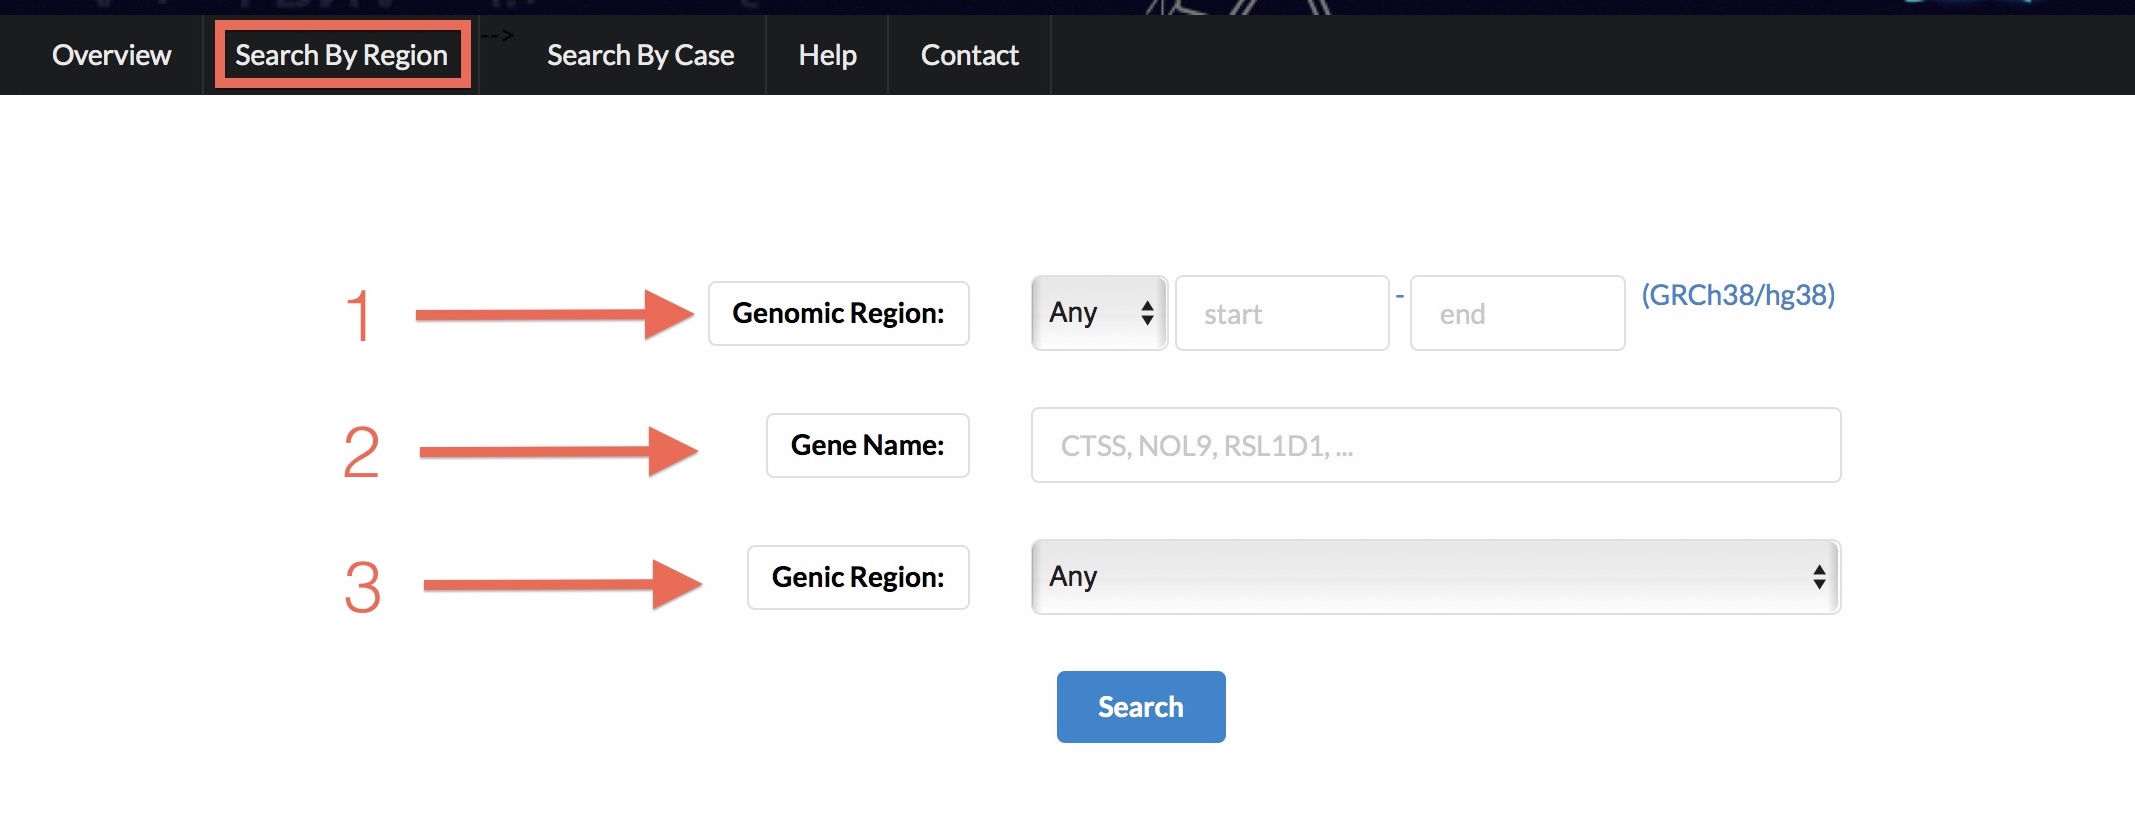 Overview Search By Region --> Search By Case Help Contact
1 Genomic Region: Any start - end (GRCh38/hg38)
2 Gene Name: CTSS, NOL9, RSL1D1, ...
3 Genic Region: Any
Search